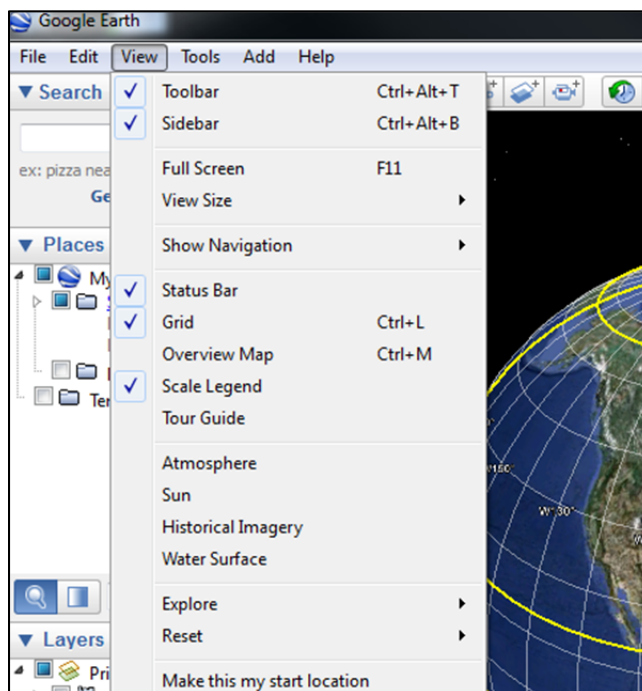 Google Earth
File Edit View Tools Add Help
Search
ex: pizza nea
Ge
Places
My
Ter
Layers
Pri
Toolbar Ctrl+Alt+T
Sidebar Ctrl+Alt+B
Full Screen F11
View Size
Show Navigation
Status Bar
Grid Ctrl+L
Overview Map Ctrl+M
Scale Legend
Tour Guide
Atmosphere
Sun
Historical Imagery
Water Surface
Explore
Reset
Make this my start location